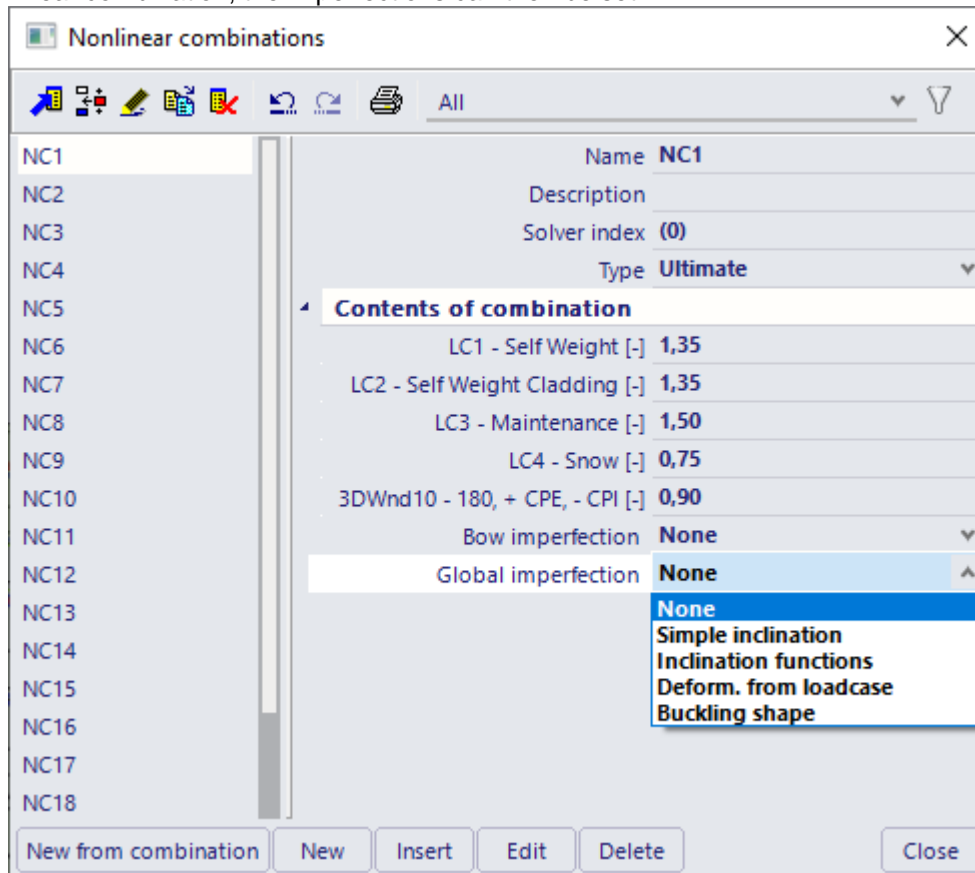 Nonlinear combinations
All
NC1
NC2
NC3
NC4
NC5
NC6
NC7
NC8
NC9
NC10
NC11
NC12
NC13
NC14
NC15
NC16
NC17
NC18
Name NC1
Description
Solver index (0)
Type Ultimate
Contents of combination
LC1 - Self Weight [-] 1,35
LC2 - Self Weight Cladding [-] 1,35
LC3 - Maintenance [-] 1,50
LC4 - Snow [-] 0,75
3DWnd10 - 180, + CPE, - CPI [-] 0,90
Bow imperfection None
Global imperfection None
None
Simple inclination
Inclination functions
Deform. from loadcase
Buckling shape
New from combination New Insert Edit Delete Close